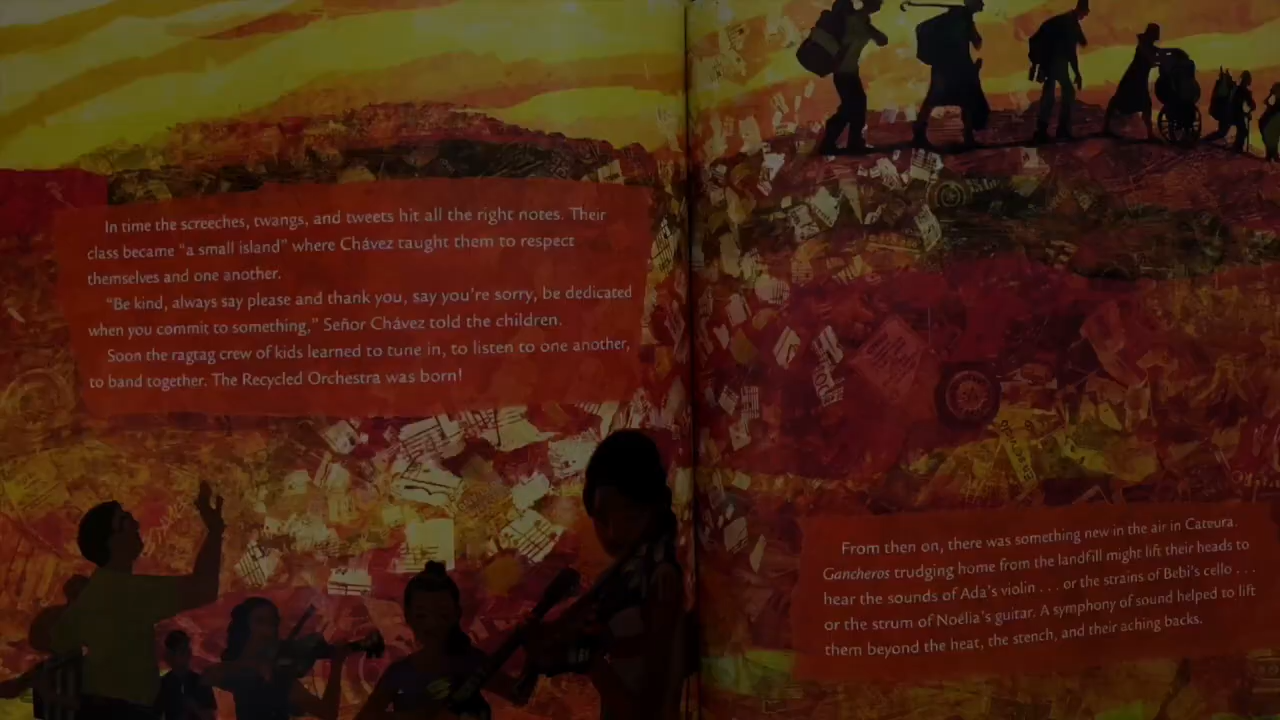 In time the screeches, twangs, and tweets hit all the right notes. Their
class became “a small island” where Chávez taught them to respect
themselves and one another.
“Be kind, always say please and thank you, say you’re sorry, be dedicated
when you commit to something,” Señor Chávez told the children.
Soon the ragtag crew of kids learned to tune in, to listen to one another,
to band together. The Recycled Orchestra was born!
From then on, there was something new in the air in Cateura.
Gancheros trudging home from the landfill might lift their heads to
hear the sounds of Ada’s violin . . . or the strains of Bebi’s cello . . .
or the strum of Noélia’s guitar. A symphony of sound helped to lift
them beyond the heat, the stench, and their aching backs.